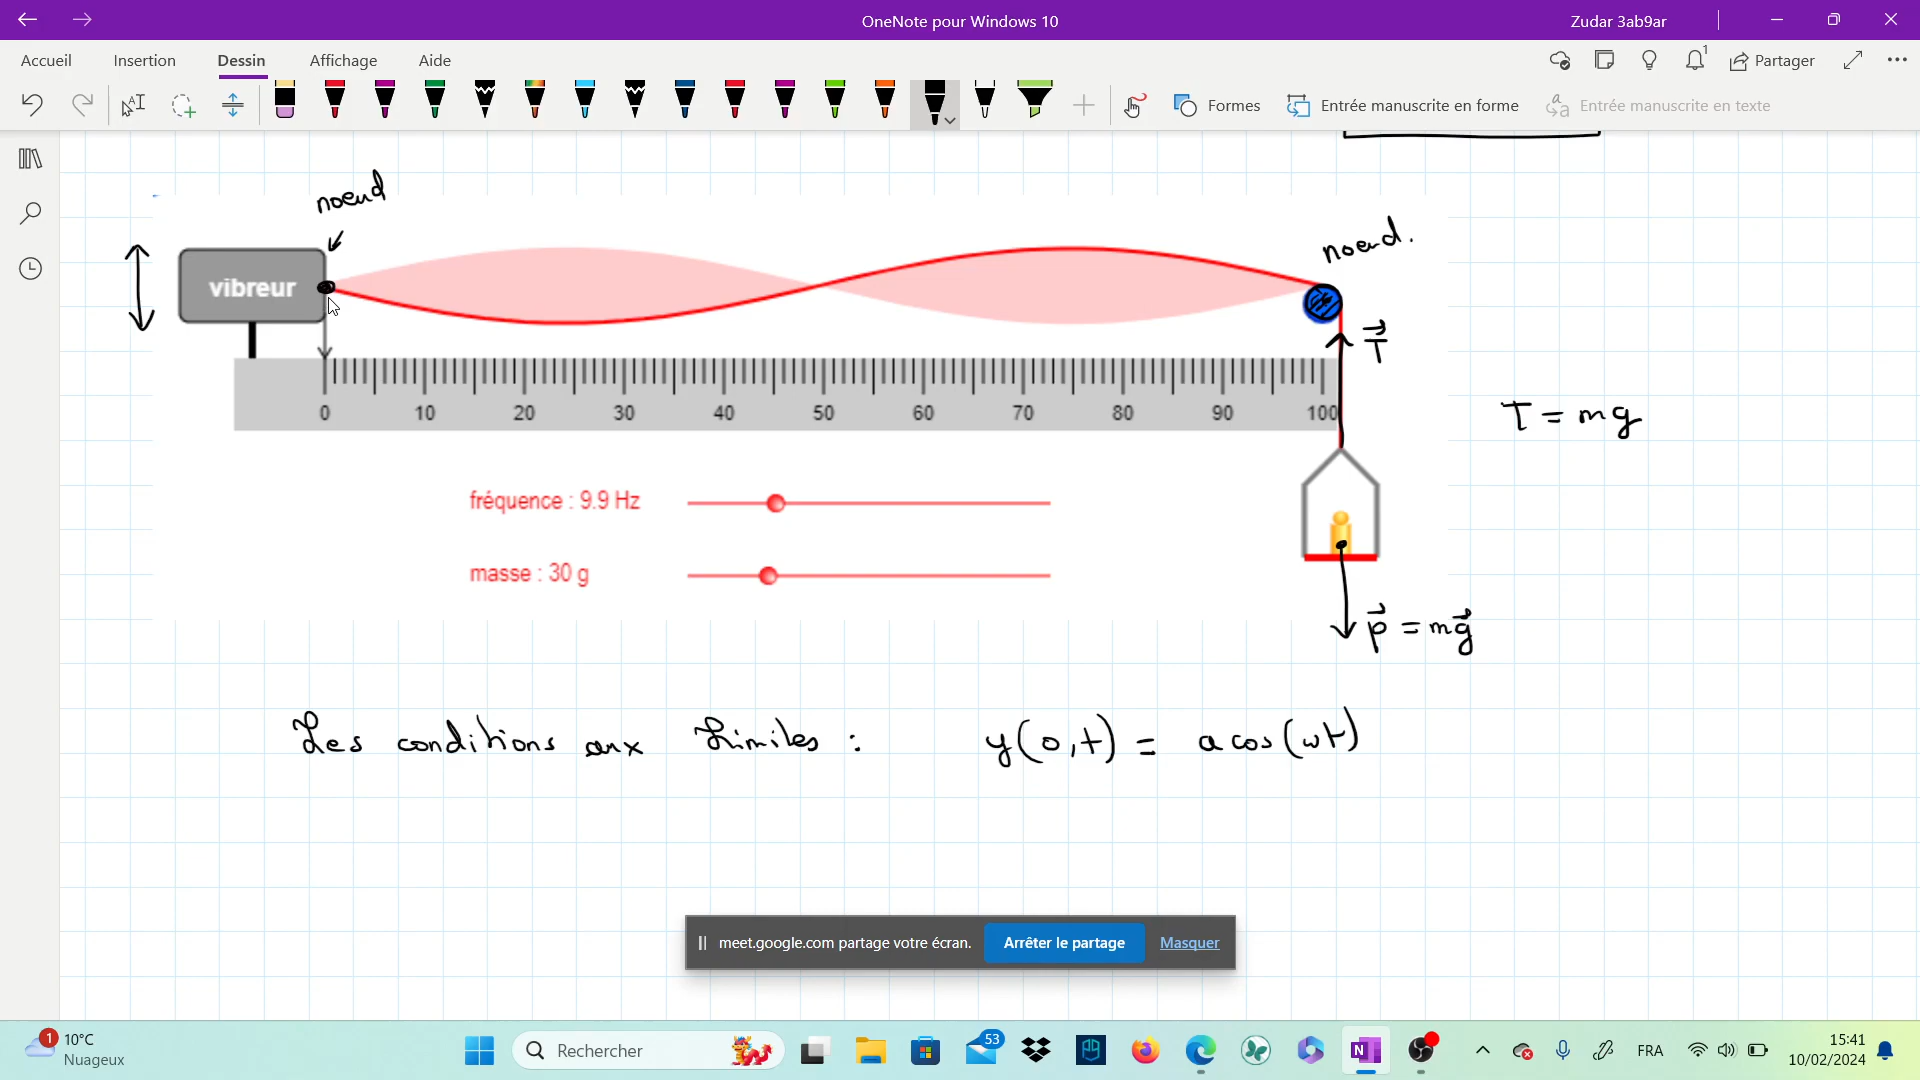 OneNote pour Windows 10
Zudar 3ab9ar
Accueil Insertion Dessin Affichage Aide
1
Partager
Formes
Entrée manuscrite en forme
Entrée manuscrite en texte
noeud
noeud.
vibreur
T
0 10 20 30 40 50 60 70 80 90 100
T = mg
fréquence : 9.9 Hz
masse : 30 g
p = mg
Les conditions aux limites : y(0,t) = a cos(ωt)
meet.google.com partage votre écran.
Arrêter le partage
Masquer
1
10°C
Nuageux
Rechercher
53
FRA
15:41
10/02/2024